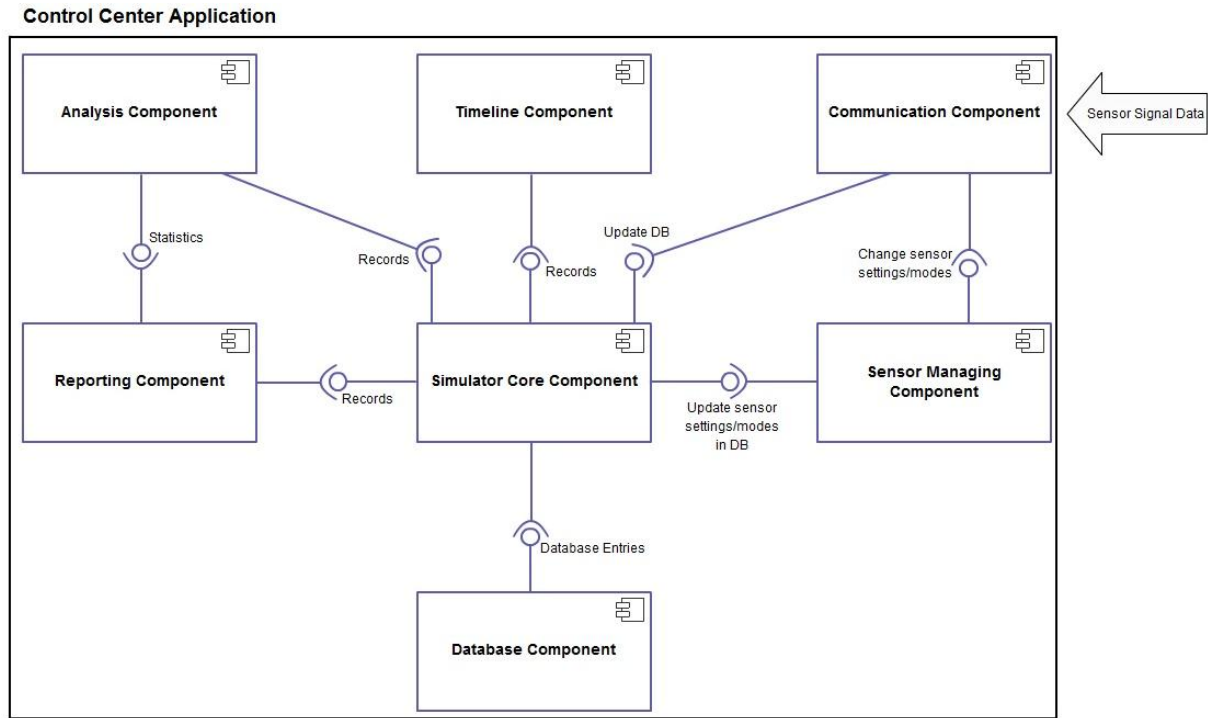 Control Center Application
Analysis Component
Timeline Component
Communication Component
Sensor Signal Data
Statistics
Records
Records
Update DB
Change sensor
settings/modes
Reporting Component
Records
Simulator Core Component
Update sensor
settings/modes
in DB
Sensor Managing
Component
Database Entries
Database Component